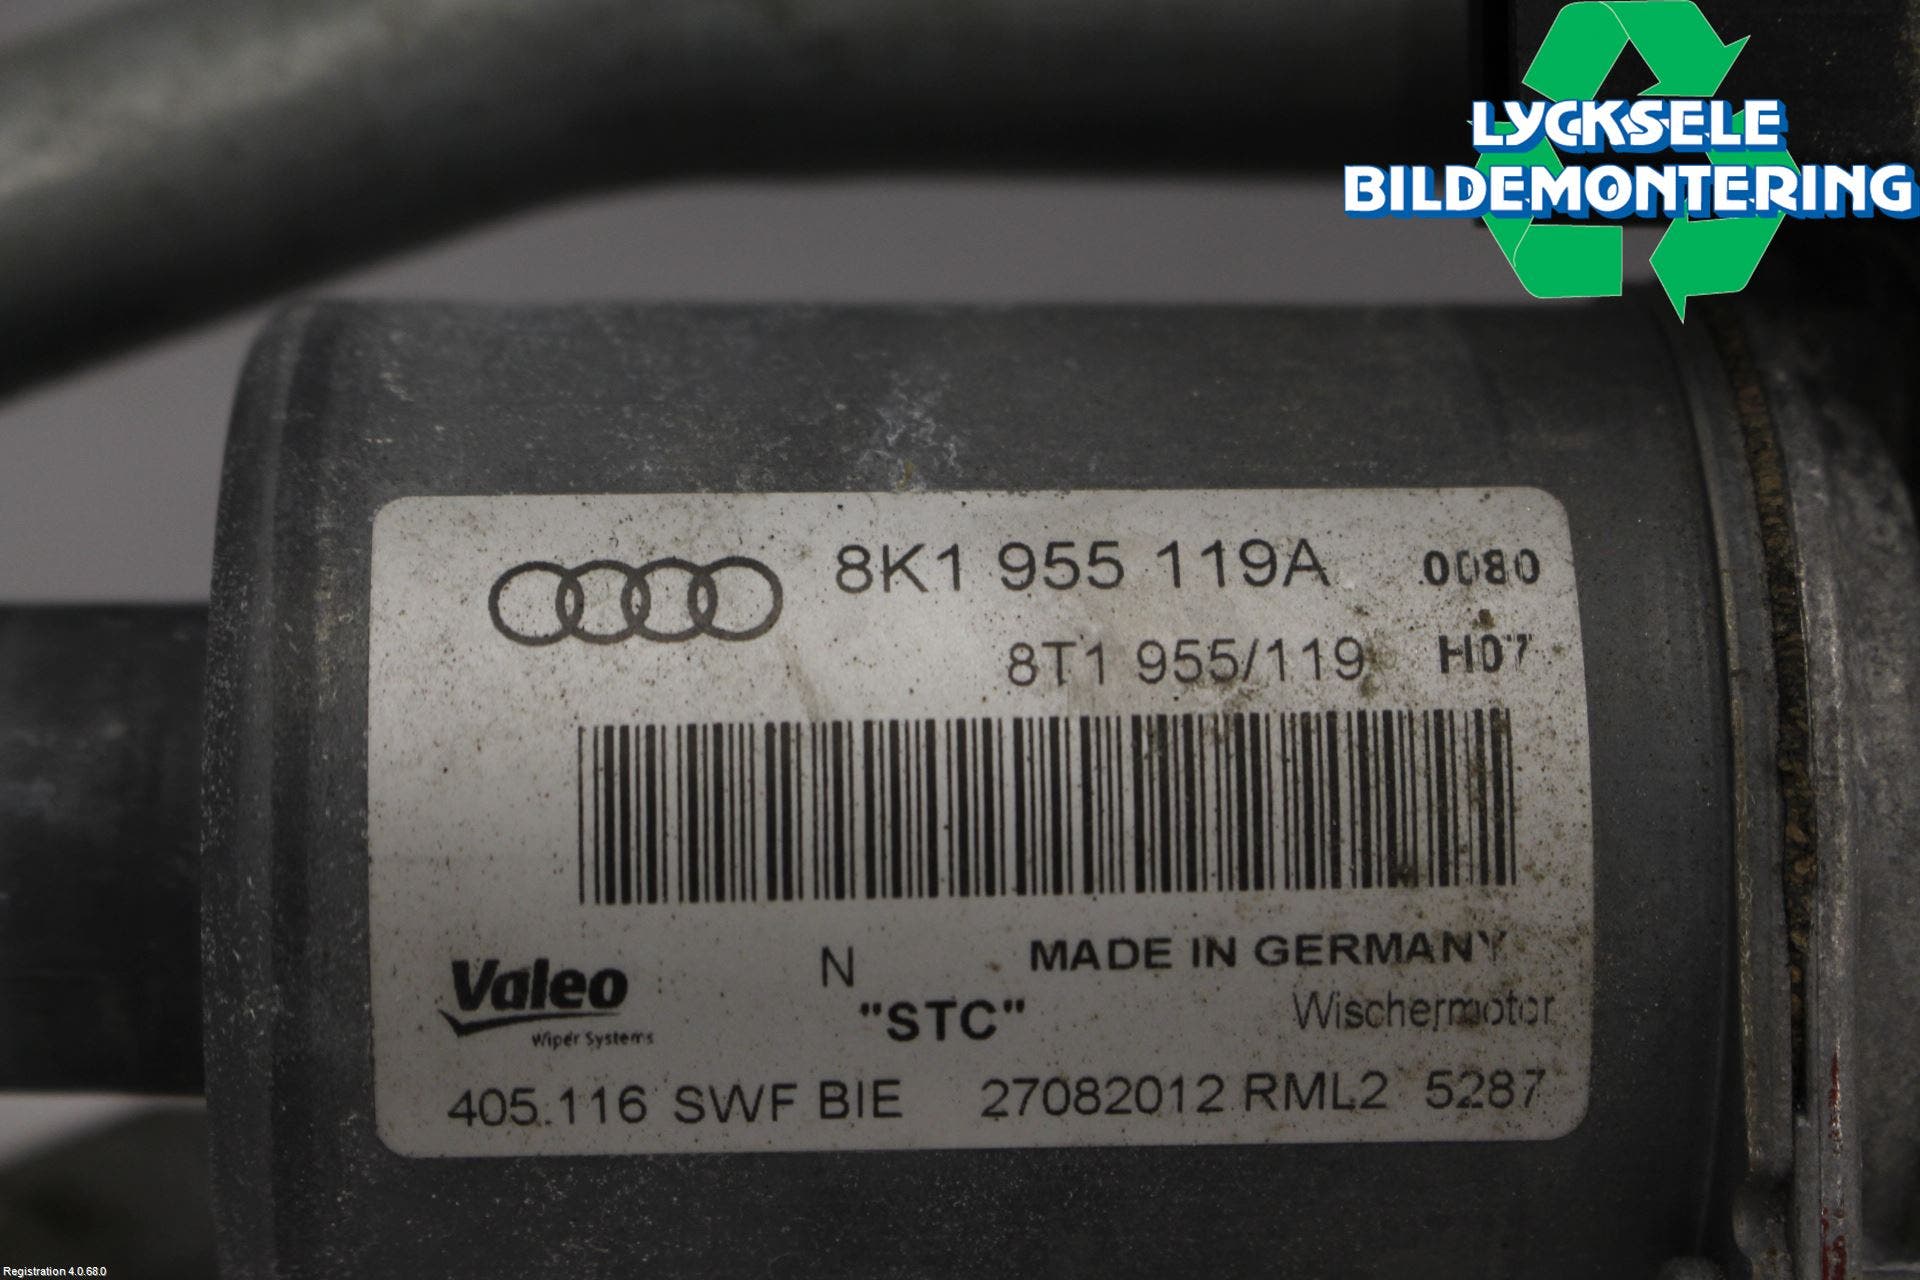 LYCKSELE
BILDEMONTERING
8K1 955 119A 0080
8T1 955/119 H07
Valeo
Wiper Systems
N
MADE IN GERMANY
"STC"
Wischermotor
405.116 SWF BIE 27082012 RML2 5287
Registration 4.0.68.0